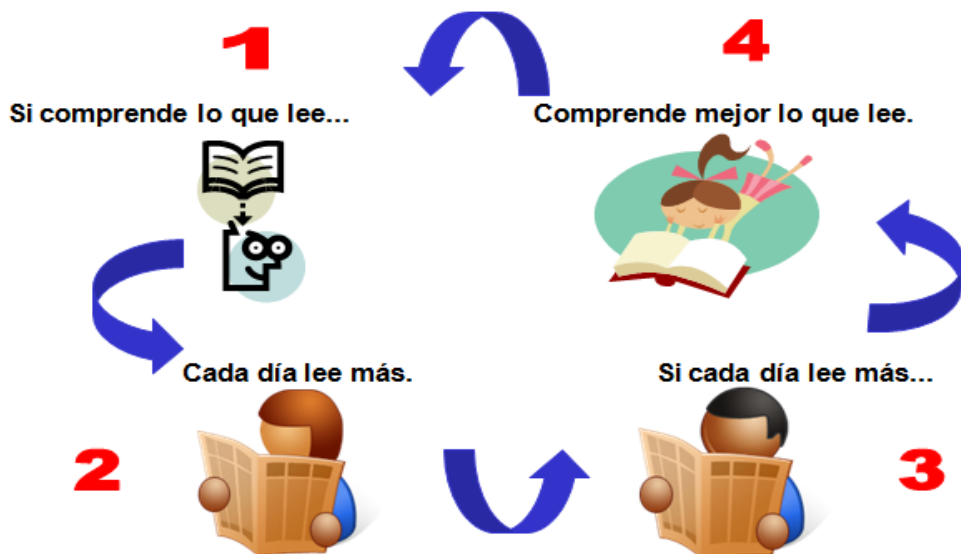 1
Si comprende lo que lee...
2
Cada día lee más.
3
Si cada día lee más...
4
Comprende mejor lo que lee.